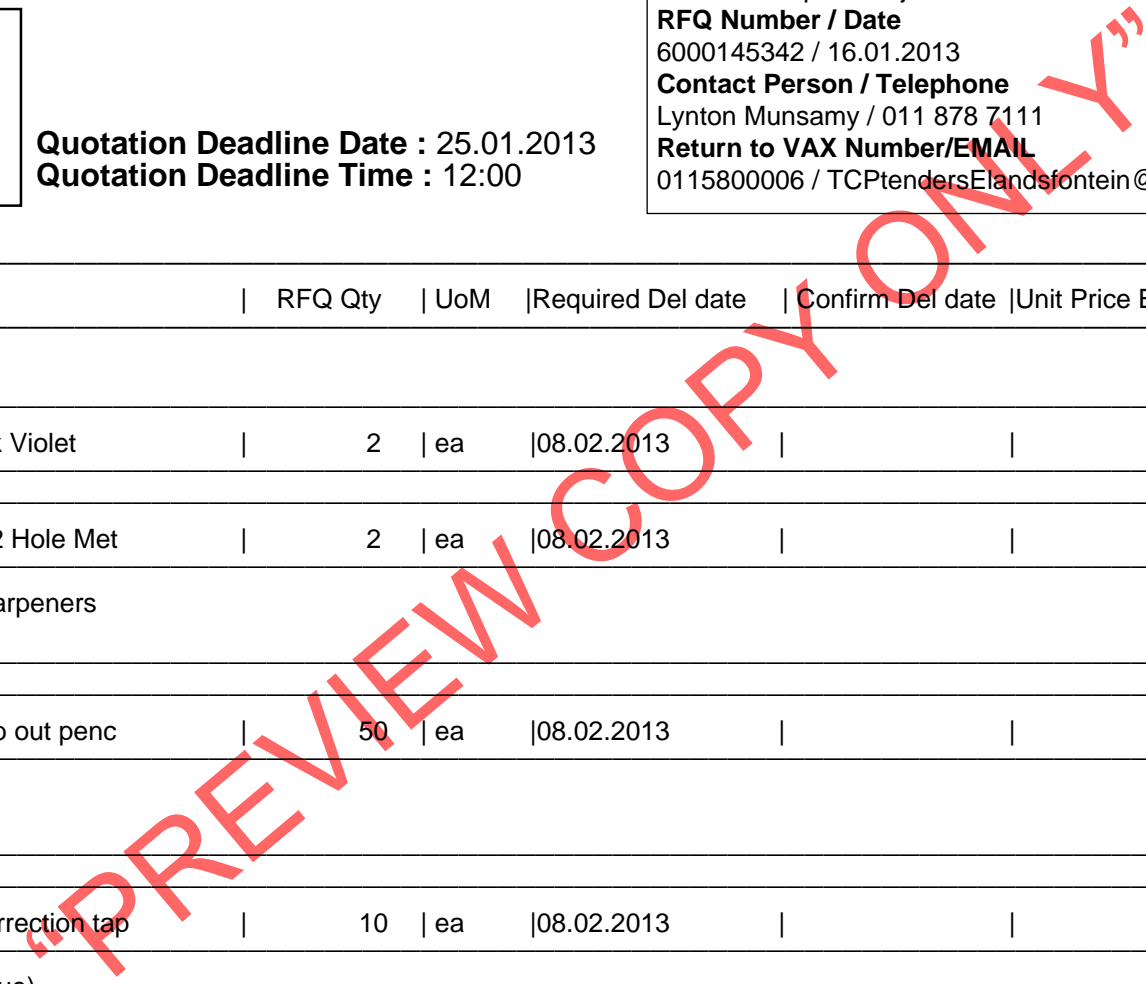 RFQ Number / Date
6000145342 / 16.01.2013
Contact Person / Telephone
Lynton Munsamy / 011 878 7111
Return to VAX Number/EMAIL
0115800006 / TCPtendersElandsfontein@
Quotation Deadline Date : 25.01.2013
Quotation Deadline Time : 12:00
| RFQ Qty | UoM |Required Del date | Confirm Del date |Unit Price
Violet | 2 | ea |08.02.2013 | |
2 Hole Met | 2 | ea |08.02.2013 | |
arpeners
out penc | 50 | ea |08.02.2013 | |
rrection tap | 10 | ea |08.02.2013 | |
“PREVIEW COPY ONLY”